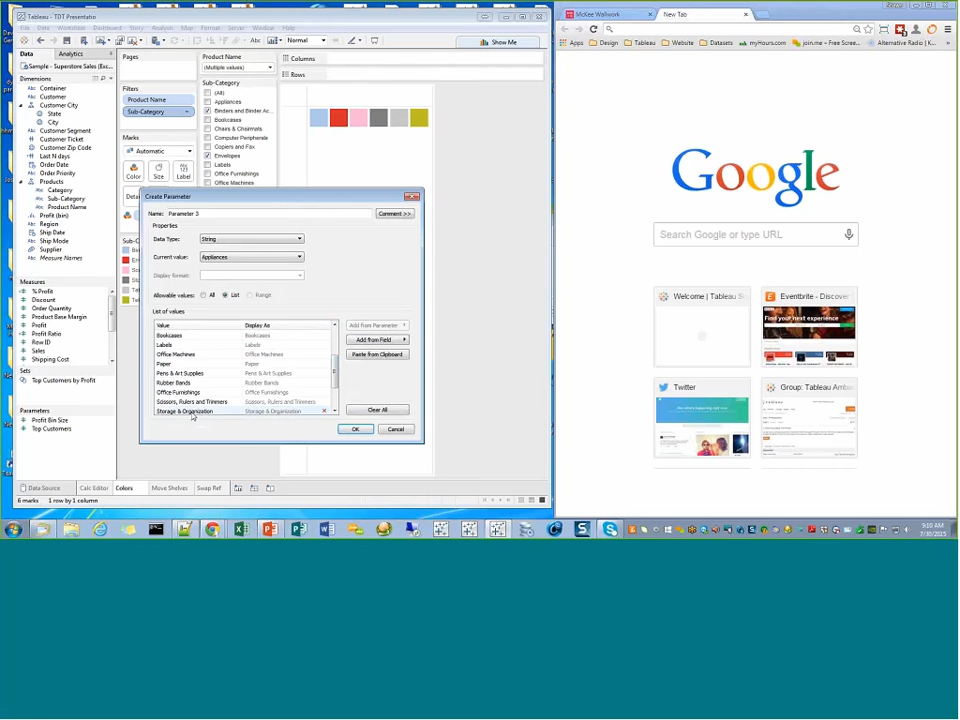 Tableau - TDT Presentatio
File Data Worksheet Dashboard Story Analysis Map Format Server Window Help
Abc
Normal
Show Me
Data
Analytics
Sample - Superstore Sales (Exc...
Dimensions
Container
Customer
Customer City
State
City
Customer Segment
Customer Ticket
Customer Zip Code
Last N days
Order Date
Order Priority
Products
Category
Sub-Category
Product Name
Profit (bin)
Region
Ship Date
Ship Mode
Supplier
Measure Names
Measures
% Profit
Discount
Order Quantity
Product Base Margin
Profit
Profit Ratio
Row ID
Sales
Shipping Cost
Sets
Top Customers by Profit
Parameters
Profit Bin Size
Top Customers
Pages
Filters
Product Name
Sub-Category
Marks
Automatic
Color
Size
Label
Product Name
(Multiple values)
Sub-Category
(All)
Appliances
Binders and Binder Ac...
Bookcases
Chairs & Chairmats
Computer Peripherals
Copiers and Fax
Envelopes
Labels
Office Furnishings
Office Machines
Columns
Rows
Create Parameter
Name: Parameter 3
Comment >>
Properties
Data Type: String
Current value: Appliances
Display format:
Allowable values: All List Range
List of values
Value Display As
Bookcases Bookcases
Labels Labels
Office Machines Office Machines
Paper Paper
Pens & Art Supplies Pens & Art Supplies
Rubber Bands Rubber Bands
Office Furnishings Office Furnishings
Scissors, Rulers and Trimmers Scissors, Rulers and Trimmers
Storage & Organization Storage & Organization
Add from Parameter
Add from Field
Paste from Clipboard
Clear All
OK
Cancel
Data Source Calc Editor Colors Move Shelves Swap Ref
6 marks 1 row by 1 column
McKee Wallwork
New Tab
Apps Design Tableau Website Datasets myHours.com join.me – Free Scree... Alternative Radio (
Google
Search Google or type URL
Welcome | Tableau
Eventbrite - Discover
Twitter
Group: Tableau Amb
9:10 AM
7/30/2015